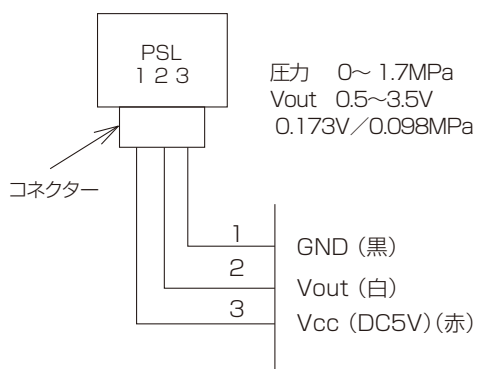 PSL
1 2 3
圧力 0～1.7MPa
Vout 0.5～3.5V
0.173V／0.098MPa
コネクター
1
GND（黒）
2
Vout（白）
3
Vcc（DC5V）（赤）